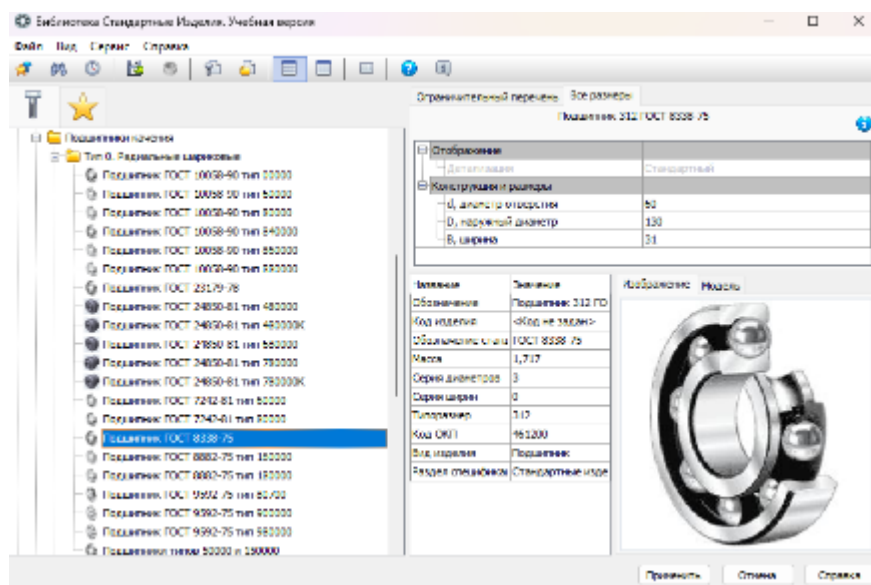 Библиотека Стандартные Изделия. Учебная версия
Файл Вид Сервис Справка
Ограничительный перечень Все размеры
Подшипник 312 ГОСТ 8338-75
Отображение
Детализация Стандартный
Конструкция и размеры
d, диаметр отверстия 60
D, наружный диаметр 130
B, ширина 31
Подшипники качения
Тип 0. Радиальные шариковые
Подшипник ГОСТ 10058-90 тип
Подшипник ГОСТ 10058-90 тип
Подшипник ГОСТ 10058-90 тип 80000
Подшипник ГОСТ 10058-90 тип 840000
Подшипник ГОСТ 10058-90 тип
Подшипник ГОСТ 10058-90 тип
Подшипник ГОСТ 23179-78
Подшипник ГОСТ 24850-81 тип 480000
Подшипник ГОСТ 24850-81 тип 480000К
Подшипник ГОСТ 24850-81 тип
Подшипник ГОСТ 24850-81 тип 780000
Подшипник ГОСТ 24850-81 тип 780000К
Подшипник ГОСТ 7242-81 тип 50000
Подшипник ГОСТ 7242-81 тип 80000
Подшипник ГОСТ 8338-75
Подшипник ГОСТ 8882-75 тип 160000
Подшипник ГОСТ 8882-75 тип 180000
Подшипник ГОСТ 9592-75 тип
Подшипник ГОСТ 9592-75 тип 900000
Подшипник ГОСТ 9592-75 тип 980000
Подшипники типов 50000 и 150000
Название Значение
Обозначение Подшипник 312 ГО
Код изделия <Код не задан>
Обозначение станд ГОСТ 8338-75
Масса 1,717
Серия диаметров 3
Серия ширин 0
Типоразмер 312
Код ОКП 461200
Вид изделия Подшипник
Раздел спецификац Стандартные изде
Изображение Модель
Применить Отмена Справка